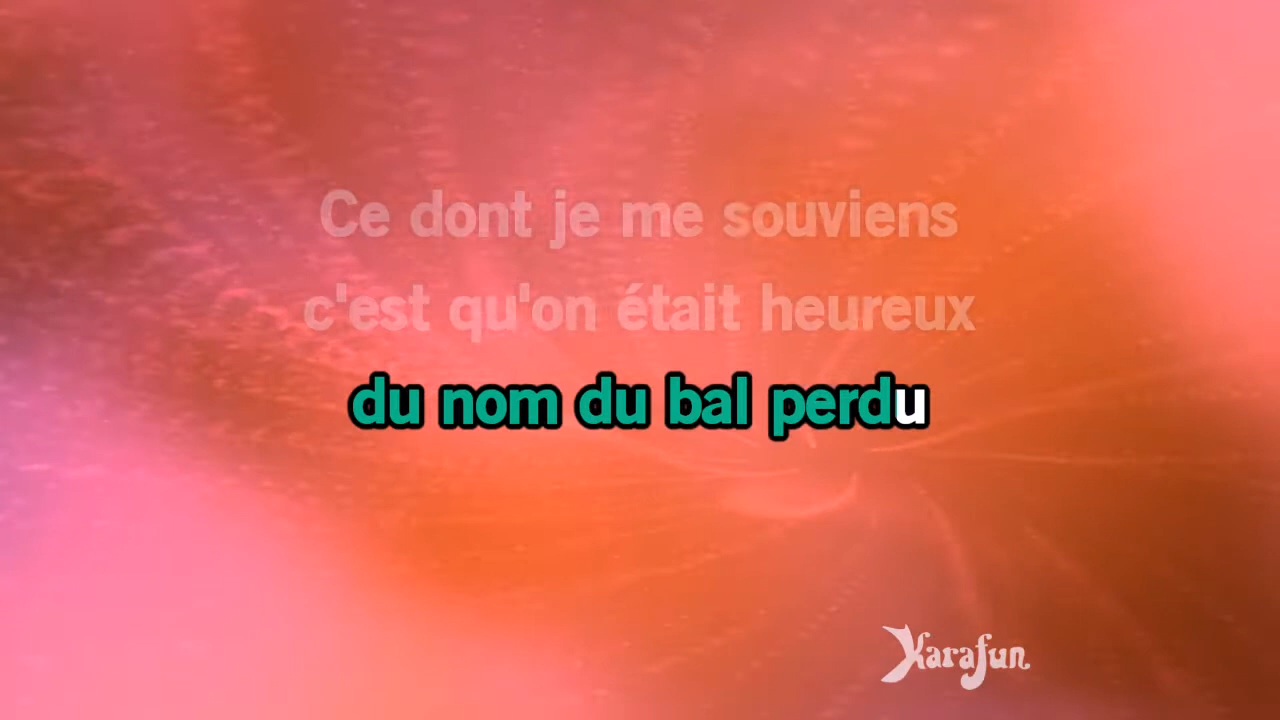 Ce dont je me souviens
c'est qu'on était heureux
du nom du bal perdu
Karafun